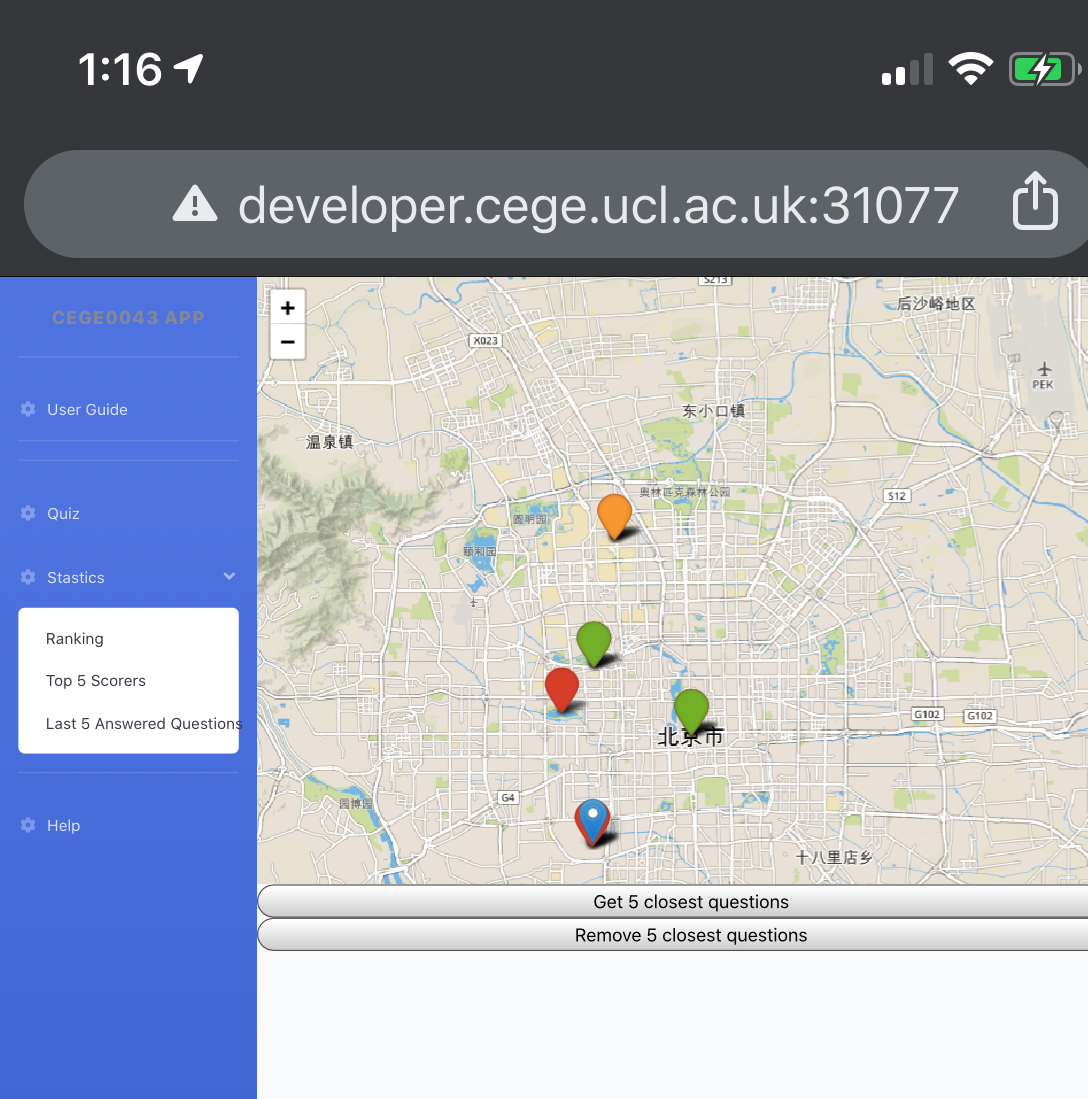 1:16
developer.cege.ucl.ac.uk:31077
CEGE0043 APP
User Guide
Quiz
Stastics
Ranking
Top 5 Scorers
Last 5 Answered Questions
Help
+
−
S213
后沙峪地区
X023
PEK
东小口镇
温泉镇
奥林匹克森林公园
S12
圆明园
颐和园
G102
G102
北京市
G4
园博园
十八里店乡
Get 5 closest questions
Remove 5 closest questions